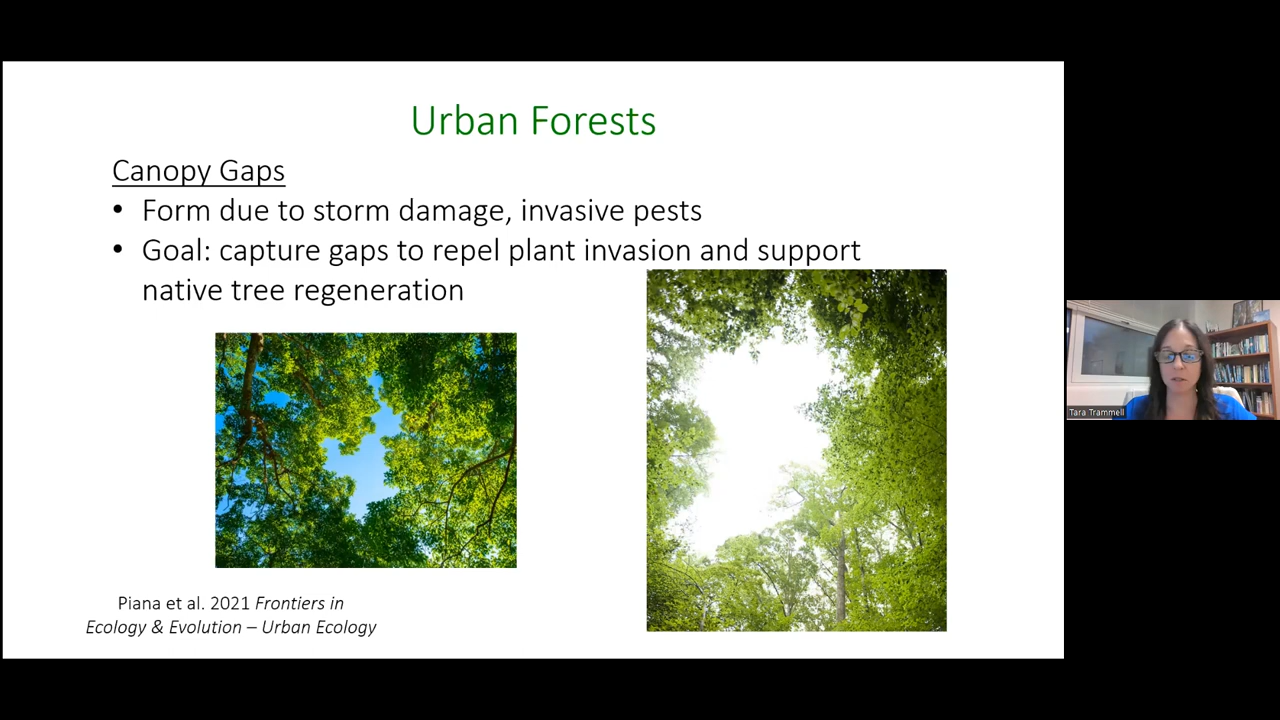 Urban Forests
Canopy Gaps
• Form due to storm damage, invasive pests
• Goal: capture gaps to repel plant invasion and support
native tree regeneration
Piana et al. 2021 Frontiers in
Ecology & Evolution – Urban Ecology
Tara Trammell